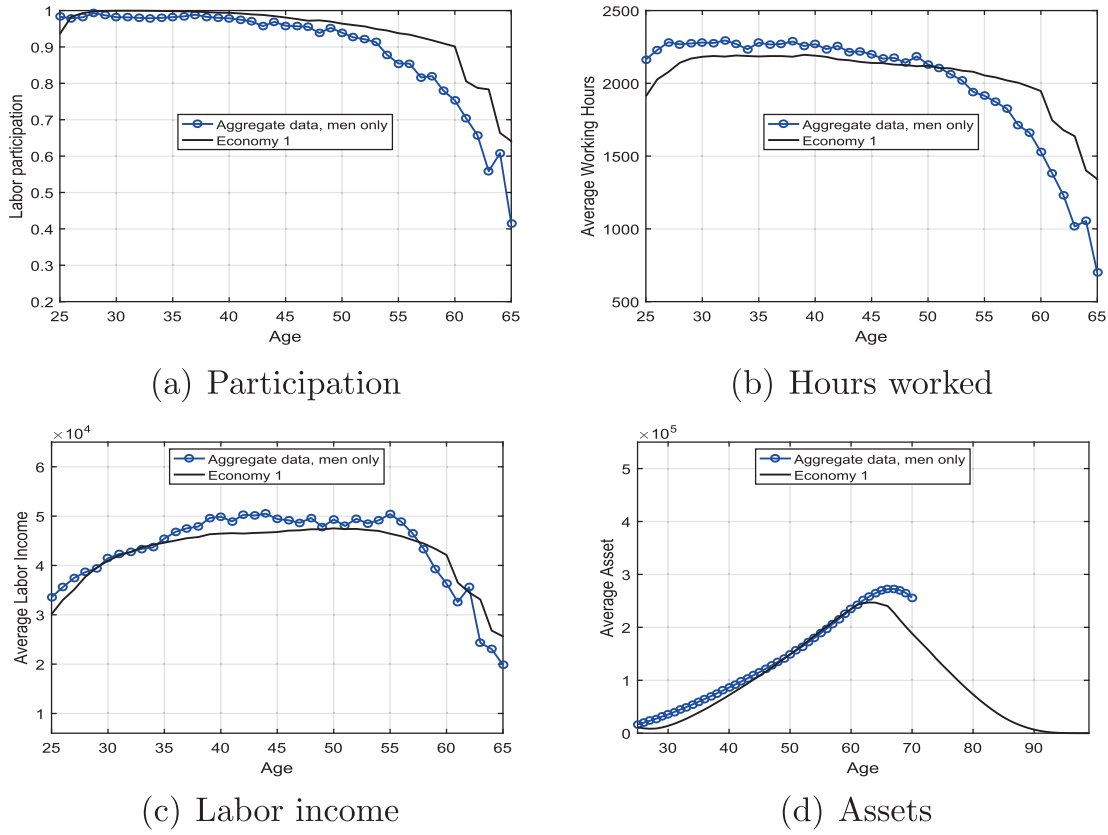 1
0.9
0.8
0.7
0.6
0.5
0.4
0.3
0.2
25 30 35 40 45 50 55 60 65
Age
Labor participation
Aggregate data, men only
Economy 1
(a) Participation
2500
2000
1500
1000
500
25 30 35 40 45 50 55 60 65
Age
Average Working Hours
Aggregate data, men only
Economy 1
(b) Hours worked
×10^4
6
5
4
3
2
1
25 30 35 40 45 50 55 60 65
Age
Average Labor Income
Aggregate data, men only
Economy 1
(c) Labor income
×10^5
5
4
3
2
1
0
30 40 50 60 70 80 90
Age
Average Asset
Aggregate data, men only
Economy 1
(d) Assets